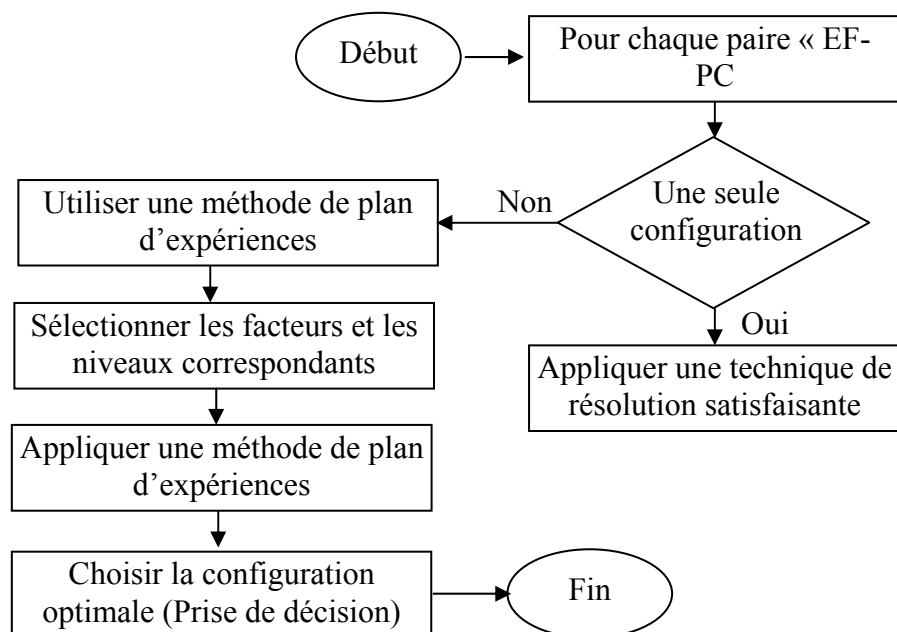 Début
Pour chaque paire « EF-
PC
Une seule
configuration
Non
Utiliser une méthode de plan
d’expériences
Oui
Sélectionner les facteurs et les
niveaux correspondants
Appliquer une technique de
résolution satisfaisante
Appliquer une méthode de plan
d’expériences
Choisir la configuration
optimale (Prise de décision)
Fin